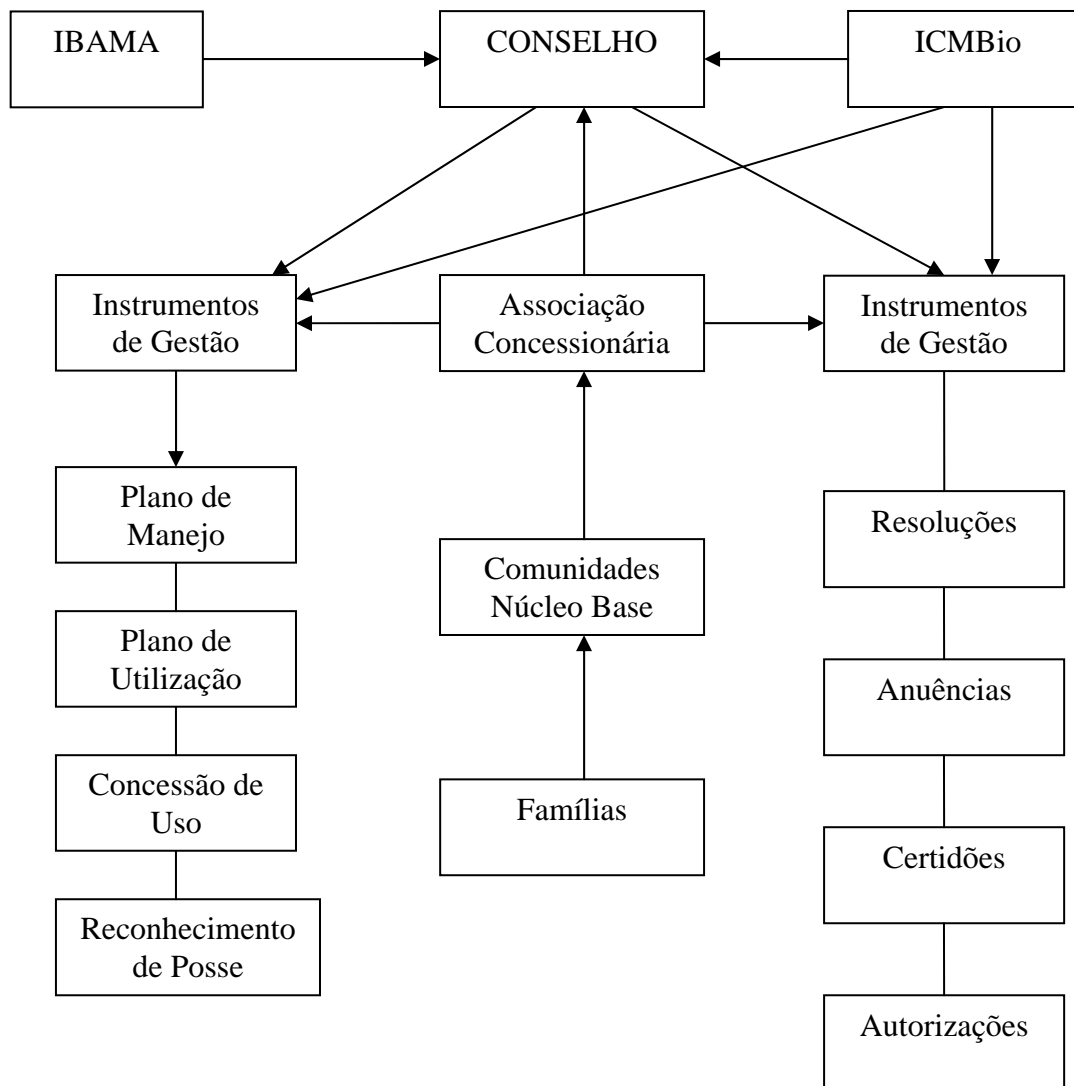 IBAMA
CONSELHO
ICMBio
Instrumentos
de Gestão
Associação
Concessionária
Instrumentos
de Gestão
Plano de
Manejo
Resoluções
Comunidades
Núcleo Base
Plano de
Utilização
Anuências
Concessão de
Uso
Famílias
Certidões
Reconhecimento
de Posse
Autorizações